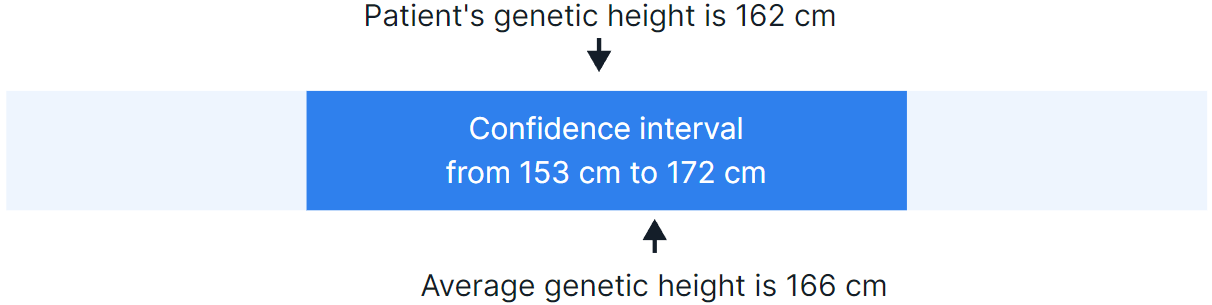 Patient's genetic height is 162 cm
Confidence interval
from 153 cm to 172 cm
Average genetic height is 166 cm